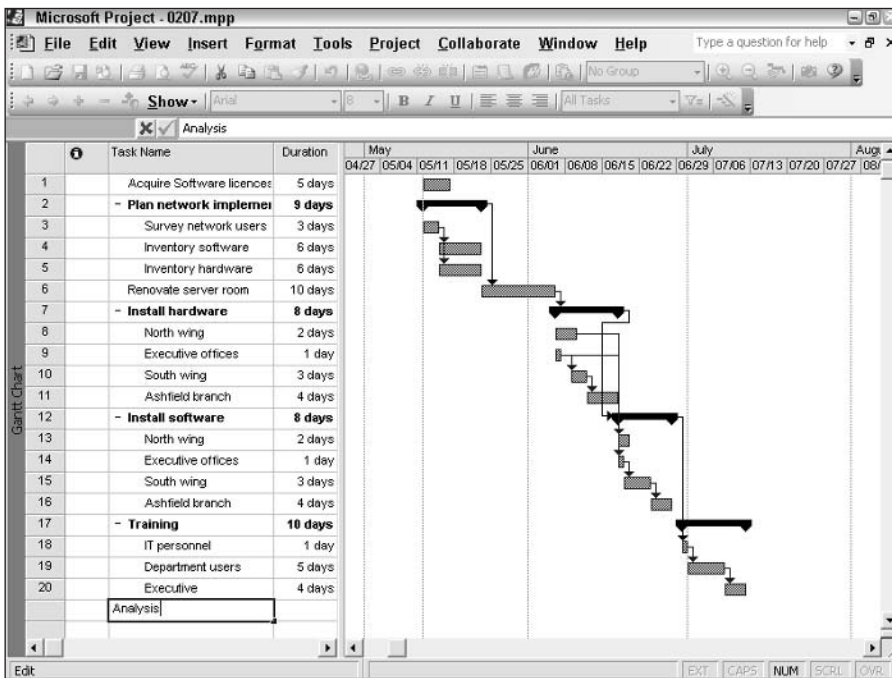 Microsoft Project - 0207.mpp
File Edit View Insert Format Tools Project Collaborate Window Help Type a question for help
No Group
Show Arial 8 B I U All Tasks
Analysis
Task Name Duration May June July Augu
04/27 05/04 05/11 05/18 05/25 06/01 06/08 06/15 06/22 06/29 07/06 07/13 07/20 07/27 08/
1 Acquire Software licences 5 days
2 - Plan network implemen 9 days
3 Survey network users 3 days
4 Inventory software 6 days
5 Inventory hardware 6 days
6 Renovate server room 10 days
7 - Install hardware 8 days
8 North wing 2 days
9 Executive offices 1 day
10 South wing 3 days
11 Ashfield branch 4 days
12 - Install software 8 days
13 North wing 2 days
14 Executive offices 1 day
15 South wing 3 days
16 Ashfield branch 4 days
17 - Training 10 days
18 IT personnel 1 day
19 Department users 5 days
20 Executive 4 days
Analysis
Gantt Chart
Edit EXT CAPS NUM SCRL OVR